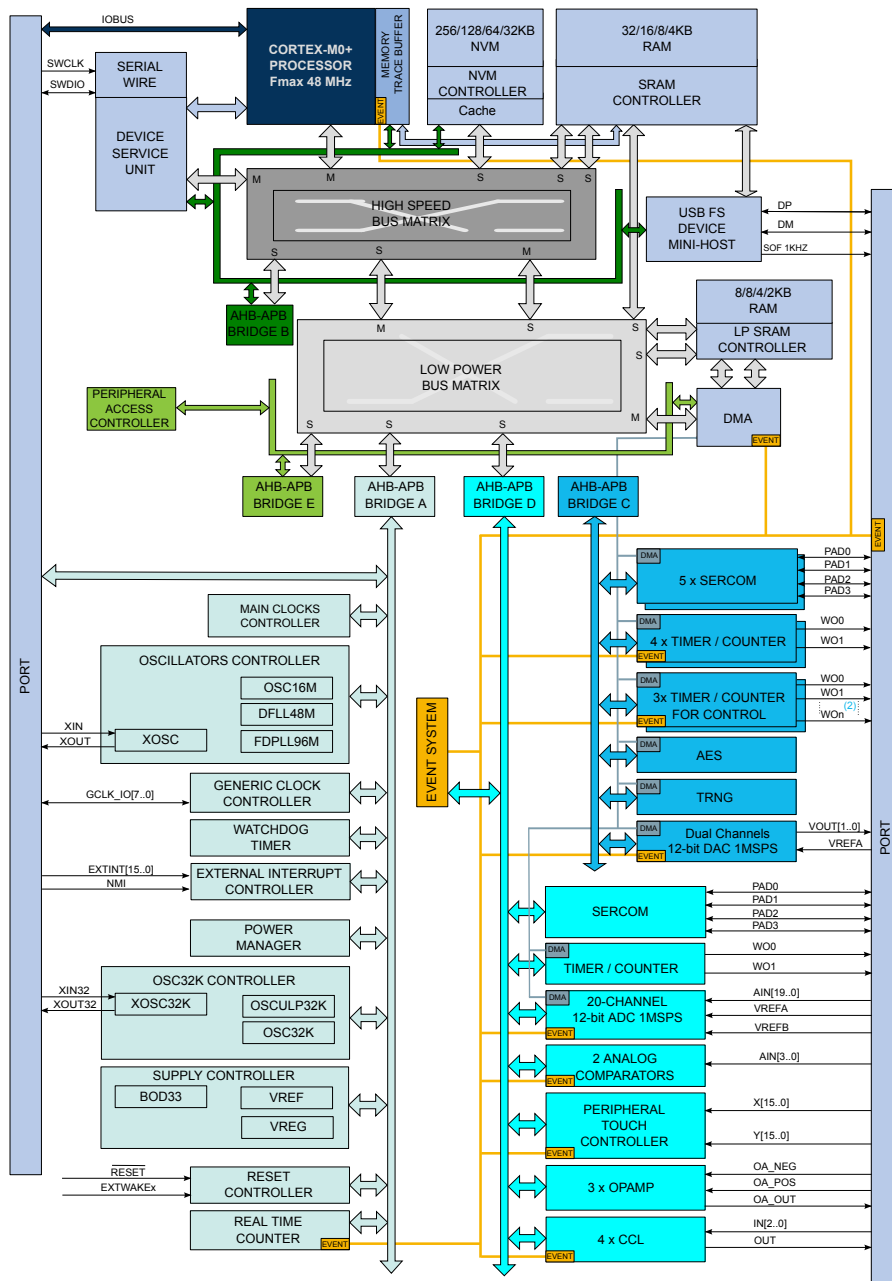 IOBUS
SWCLK
SWDIO
SERIAL
WIRE
DEVICE
SERVICE
UNIT
CORTEX-M0+
PROCESSOR
Fmax 48 MHz
MEMORY
TRACE BUFFER
EVENT
256/128/64/32KB
NVM
NVM
CONTROLLER
Cache
32/16/8/4KB
RAM
SRAM
CONTROLLER
M
M
S
S
S
HIGH SPEED
BUS MATRIX
S
S
M
USB FS
DEVICE
MINI-HOST
DP
DM
SOF 1KHZ
AHB-APB
BRIDGE B
8/8/4/2KB
RAM
LP SRAM
CONTROLLER
M
S
S
S
LOW POWER
BUS MATRIX
S
S
S
M
PERIPHERAL
ACCESS
CONTROLLER
DMA
EVENT
AHB-APB
BRIDGE E
AHB-APB
BRIDGE A
AHB-APB
BRIDGE D
AHB-APB
BRIDGE C
EVENT
PORT
PORT
MAIN CLOCKS
CONTROLLER
OSCILLATORS CONTROLLER
OSC16M
DFLL48M
FDPLL96M
XOSC
XIN
XOUT
GCLK_IO[7..0]
GENERIC CLOCK
CONTROLLER
WATCHDOG
TIMER
EXTINT[15..0]
NMI
EXTERNAL INTERRUPT
CONTROLLER
POWER
MANAGER
OSC32K CONTROLLER
XIN32
XOUT32
XOSC32K
OSCULP32K
OSC32K
SUPPLY CONTROLLER
BOD33
VREF
VREG
RESET
EXTWAKEx
RESET
CONTROLLER
REAL TIME
COUNTER
EVENT
EVENT SYSTEM
DMA
5 x SERCOM
PAD0
PAD1
PAD2
PAD3
DMA
4 x TIMER / COUNTER
EVENT
WO0
WO1
DMA
3x TIMER / COUNTER
FOR CONTROL
EVENT
WO0
WO1
(2)
WOn
DMA
AES
DMA
TRNG
DMA
Dual Channels
12-bit DAC 1MSPS
EVENT
VOUT[1..0]
VREFA
SERCOM
PAD0
PAD1
PAD2
PAD3
DMA
TIMER / COUNTER
WO0
WO1
DMA
20-CHANNEL
12-bit ADC 1MSPS
EVENT
AIN[19..0]
VREFA
VREFB
2 ANALOG
COMPARATORS
EVENT
AIN[3..0]
PERIPHERAL
TOUCH
CONTROLLER
EVENT
X[15..0]
Y[15..0]
3 x OPAMP
OA_NEG
OA_POS
OA_OUT
4 x CCL
EVENT
IN[2..0]
OUT